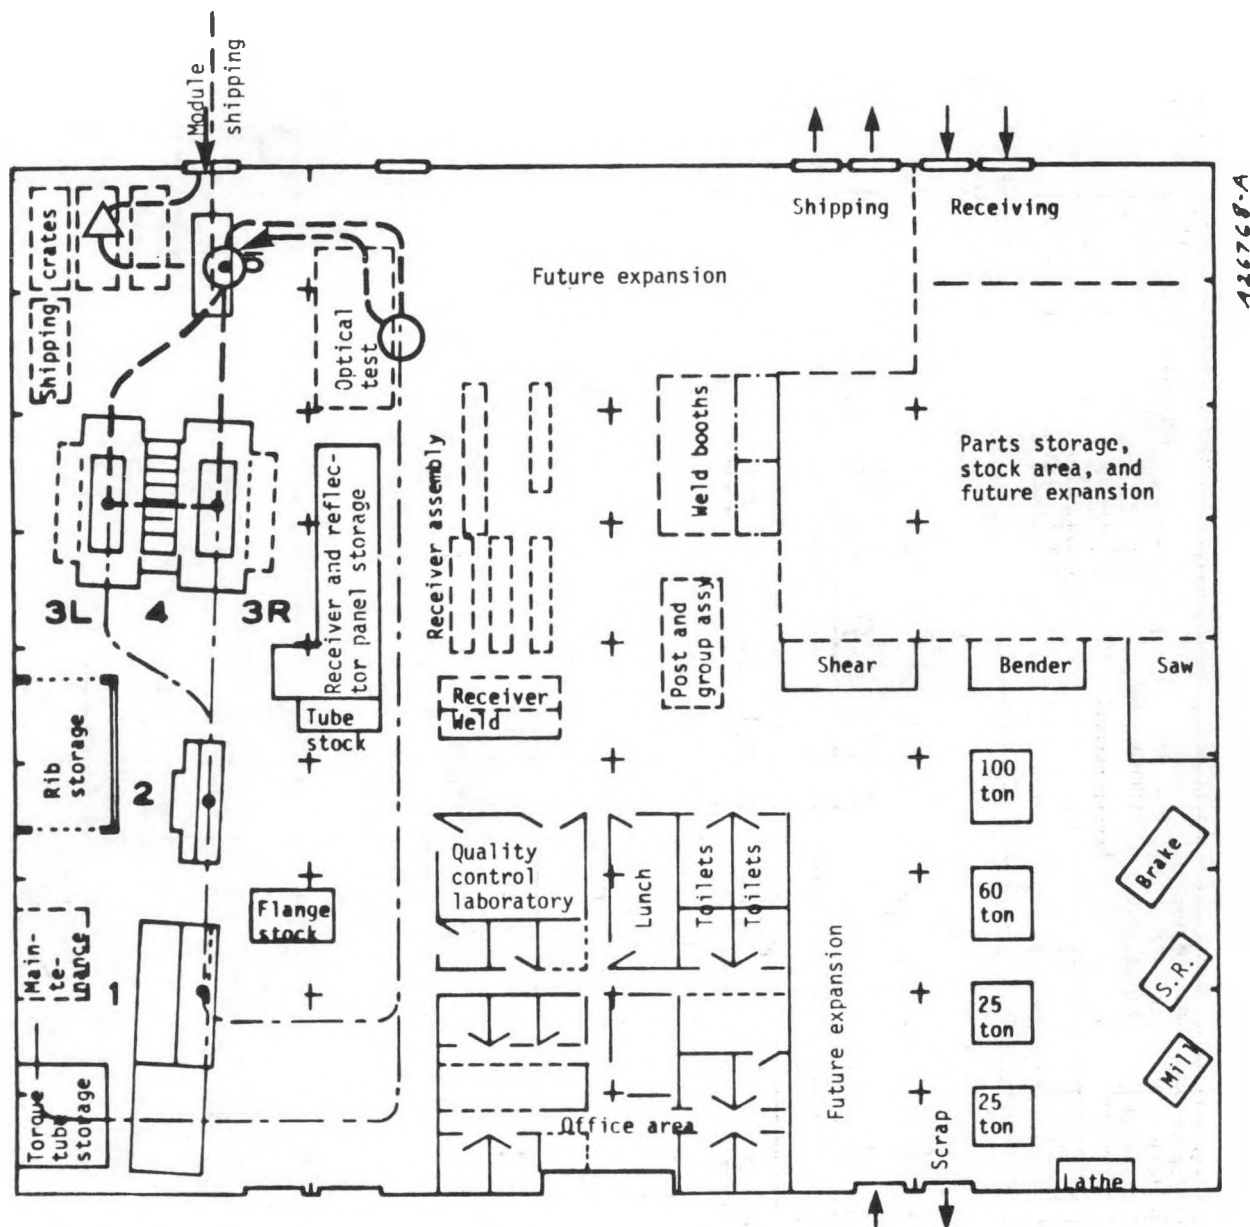 Module
shipping
Shipping
Receiving
A26768-A
crates
Shipping
5
Optical
test
Future expansion
Parts storage,
stock area, and
future expansion
Receiver assembly
Weld booths
Receiver and reflec-
tor panel storage
3L
4
3R
Post and
group assy
Shear
Bender
Saw
Tube
stock
Receiver
Weld
Rib
storage
2
100
ton
Brake
Quality
control
laboratory
Lunch
Toilets
Toilets
60
ton
Flange
stock
Main-
te-
nance
1
S.R.
25
ton
Future expansion
Mill
25
ton
Torque
tube
storage
Office area
Scrap
Lathe